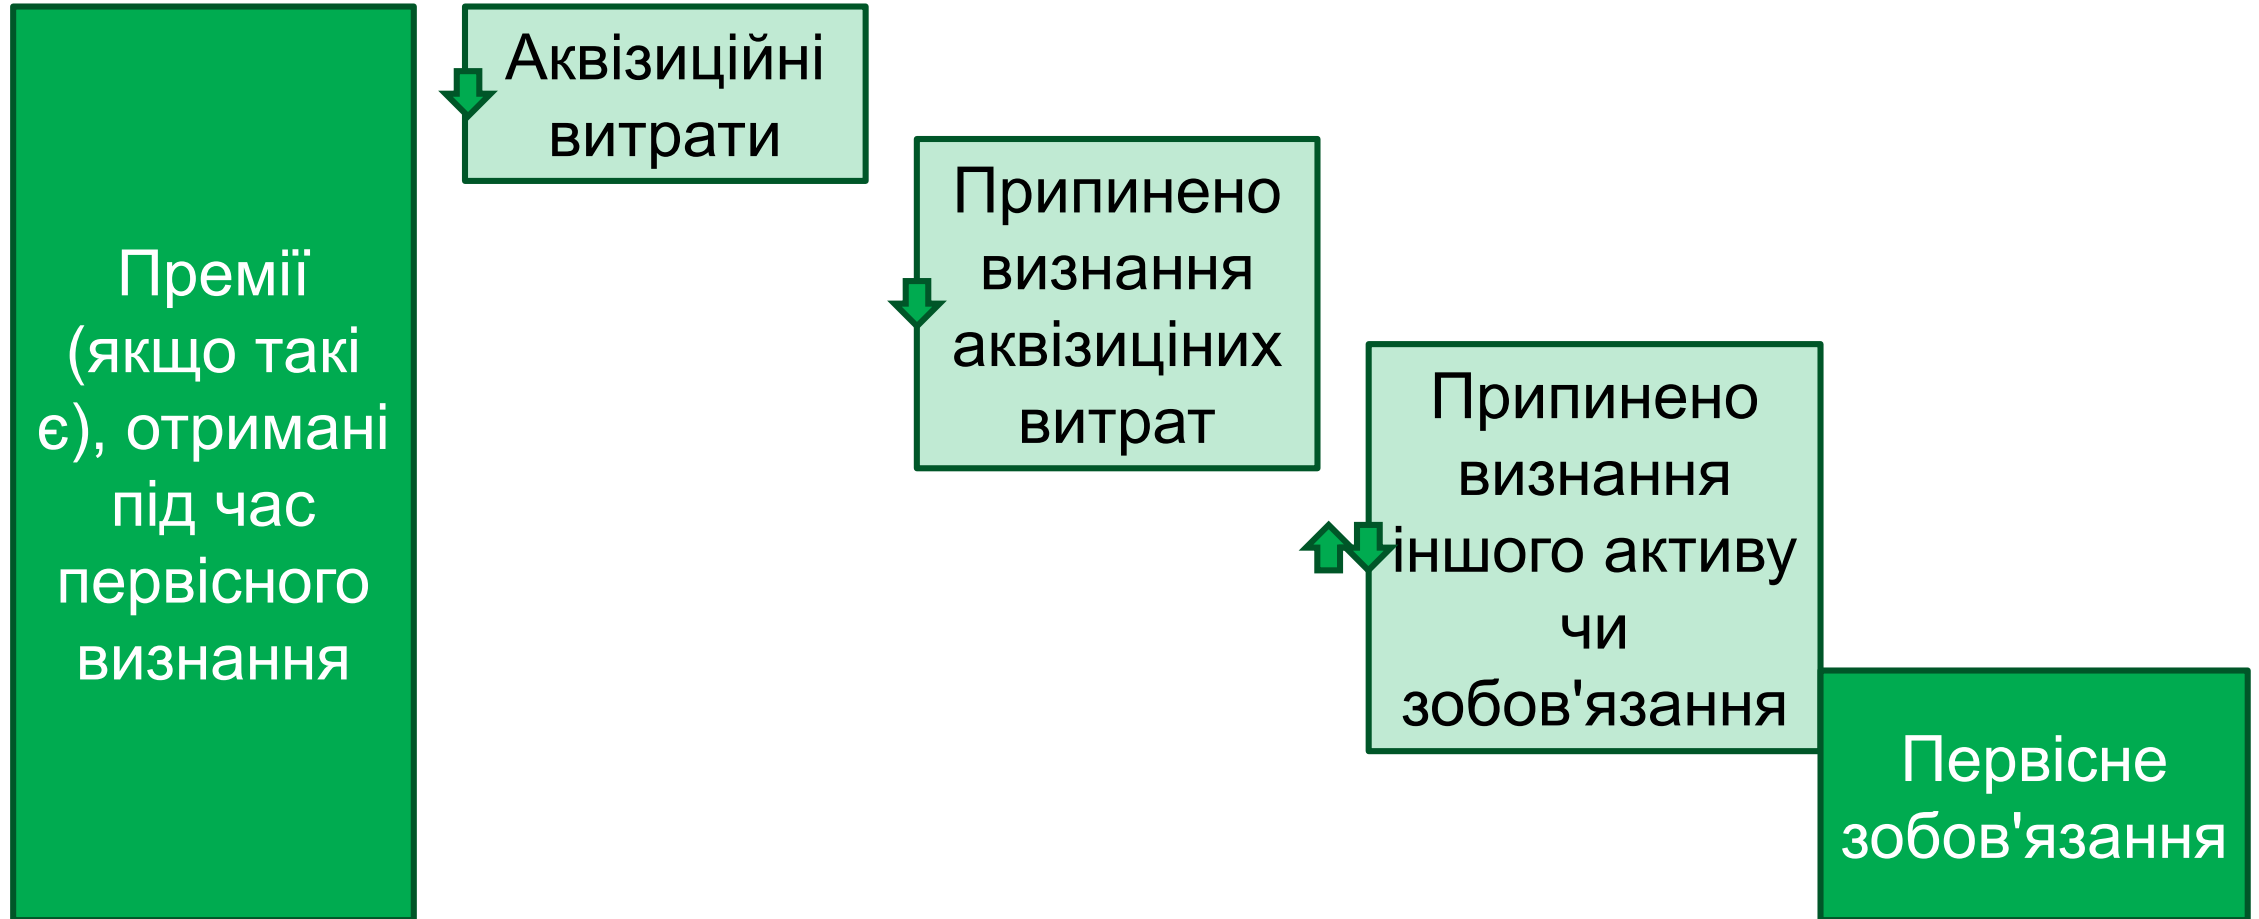 Премії
(якщо такі
є), отримані
під час
первісного
визнання
Аквізиційні
витрати
Припинено
визнання
аквізиціних
витрат
Припинено
визнання
іншого активу
чи
зобов'язання
Первісне
зобов'язання